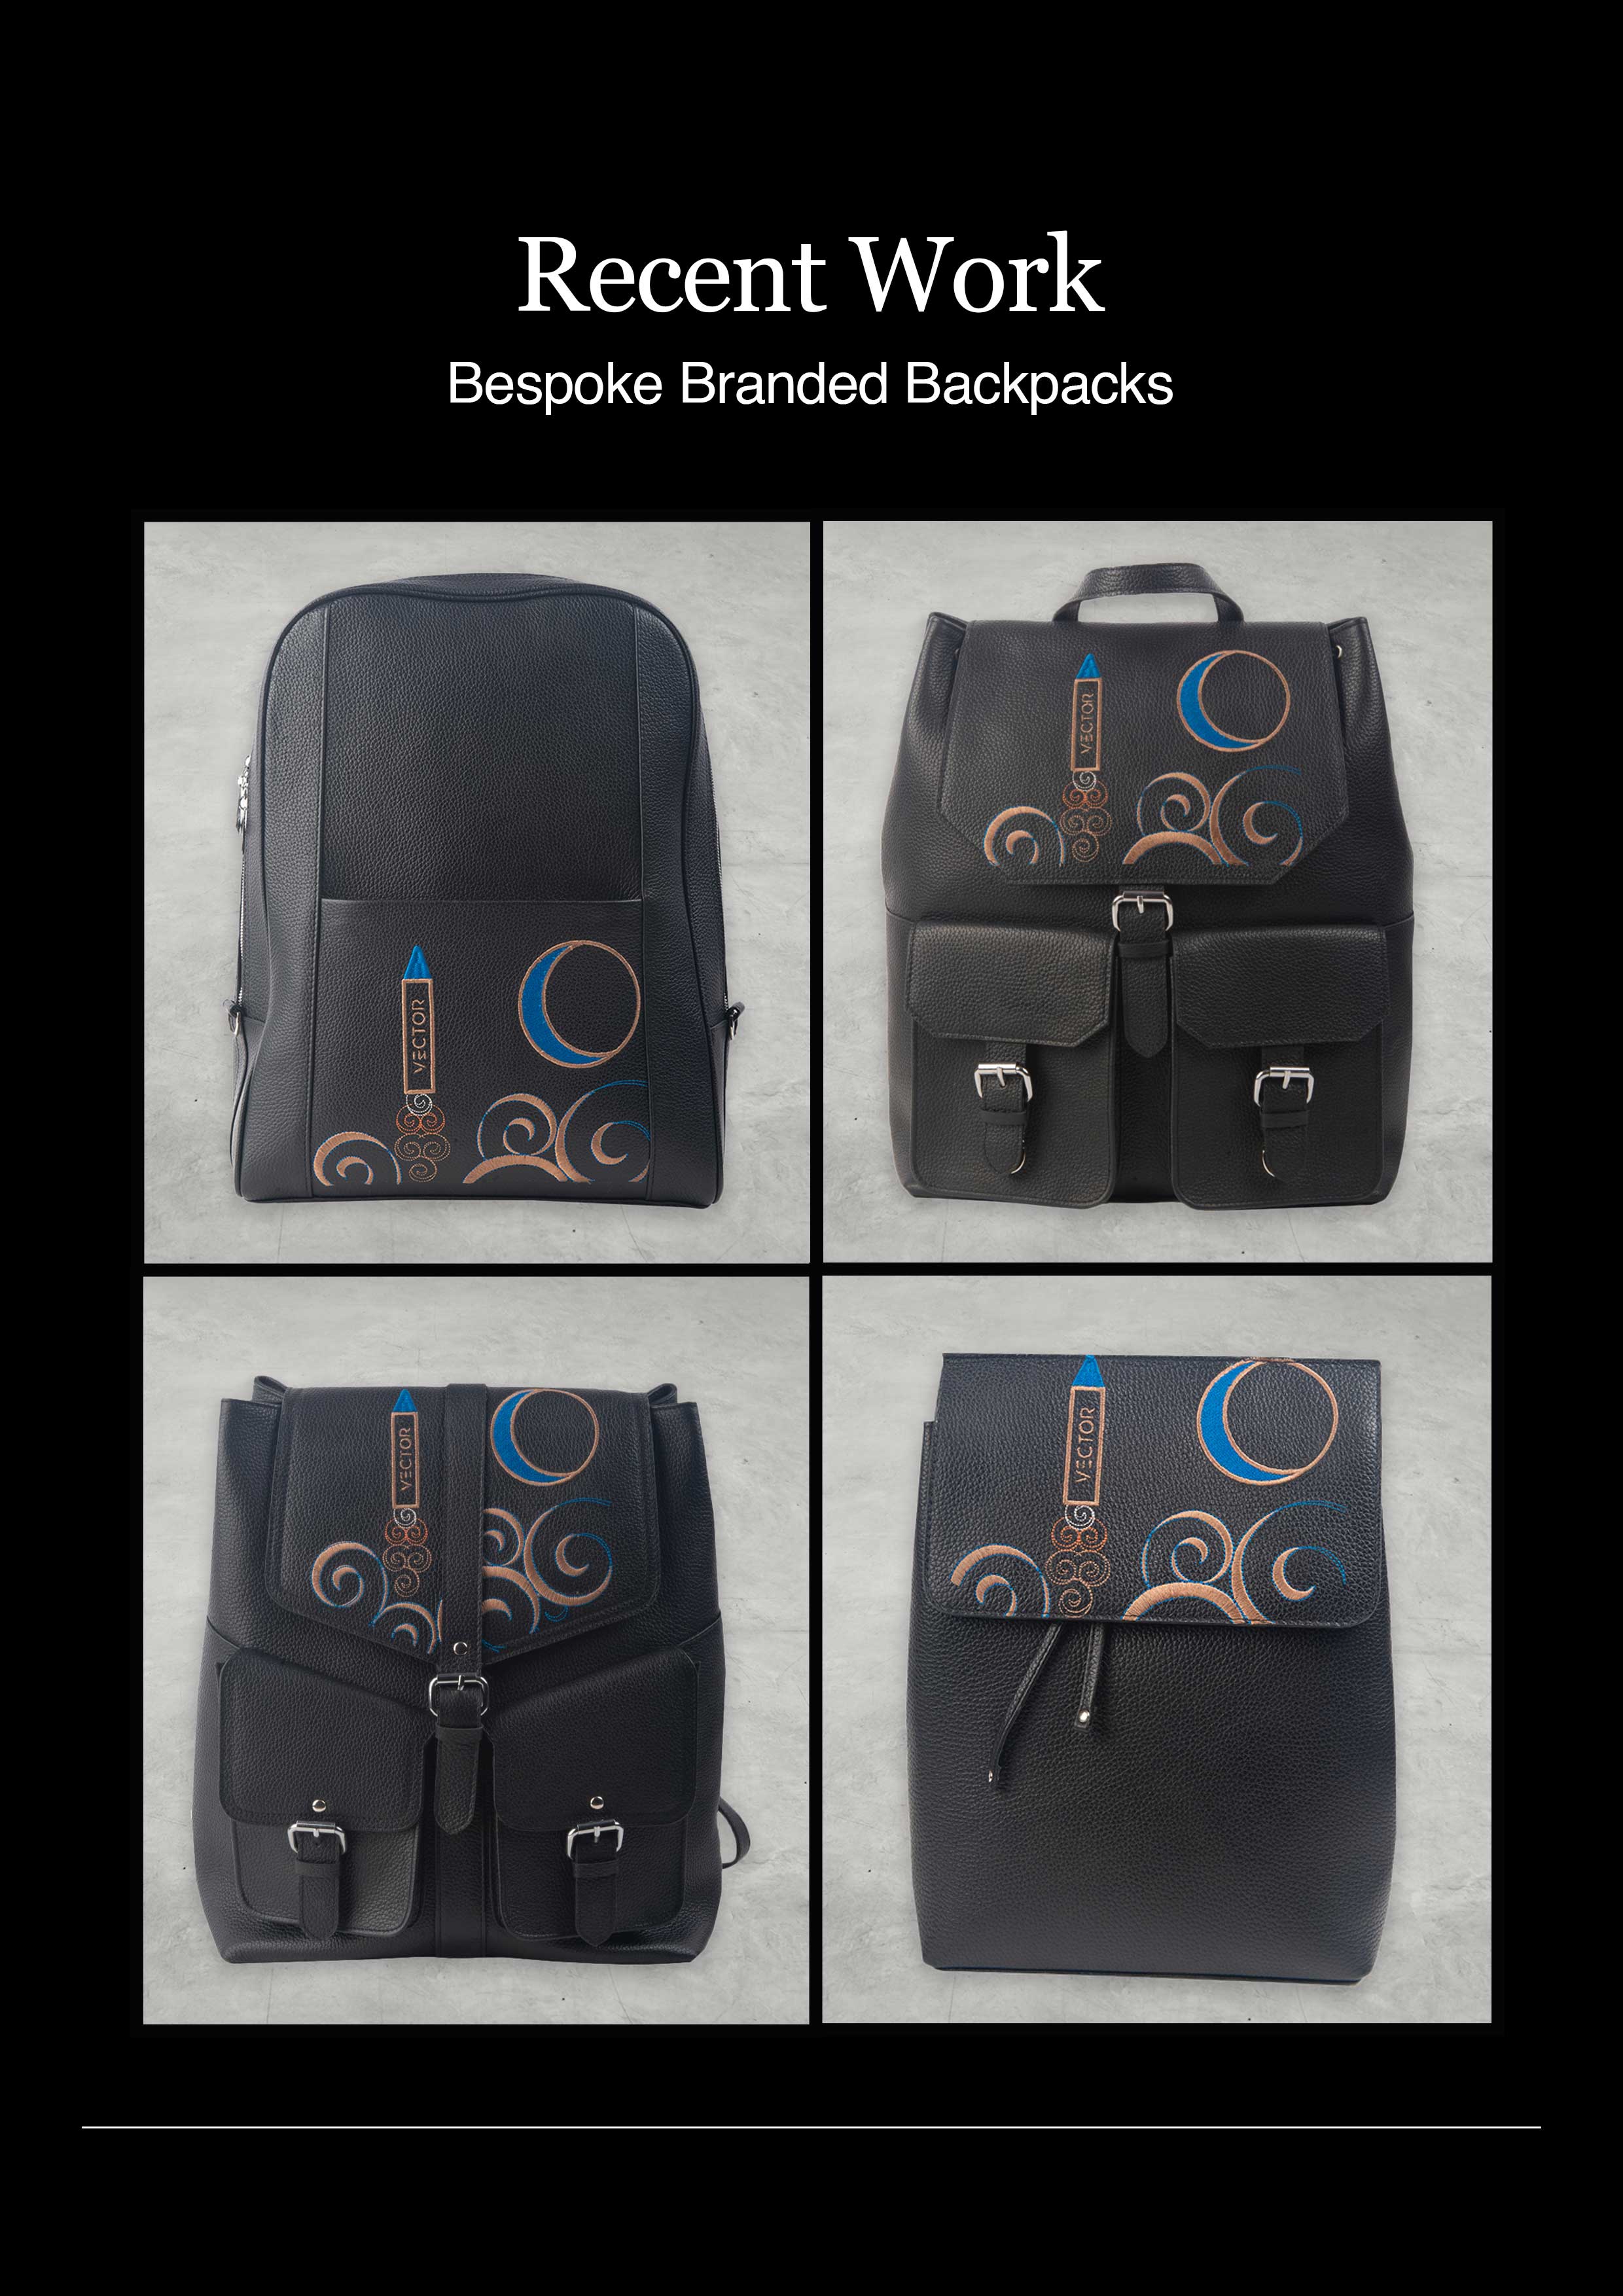 Recent Work
Bespoke Branded Backpacks
VECTOR
VECTOR
VECTOR
VECTOR